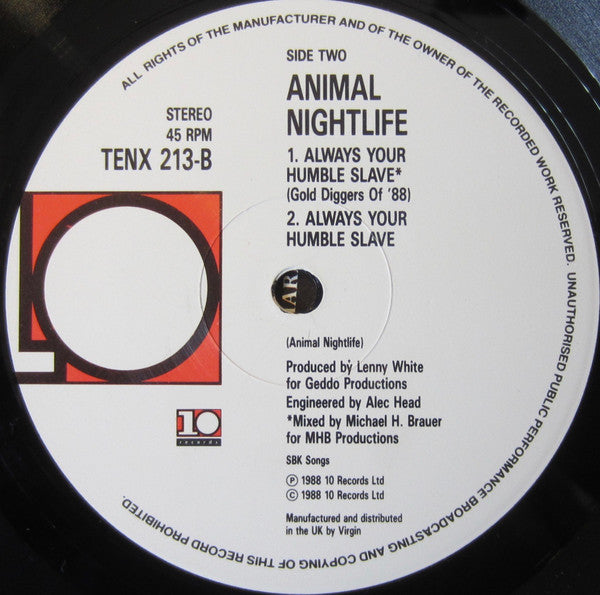 ALL RIGHTS OF THE MANUFACTURER AND OF THE OWNER OF THE RECORDED WORK RESERVED. UNAUTHORISED PUBLIC PERFORMANCE BROADCASTING AND COPYING OF THIS RECORD PROHIBITED.
SIDE TWO
ANIMAL
NIGHTLIFE
STEREO
45 RPM
TENX 213-B
1. ALWAYS YOUR
HUMBLE SLAVE*
(Gold Diggers Of '88)
2. ALWAYS YOUR
HUMBLE SLAVE
(Animal Nightlife)
Produced by Lenny White
for Geddo Productions
Engineered by Alec Head
*Mixed by Michael H. Brauer
for MHB Productions
10
records
SBK Songs
Ⓟ 1988 10 Records Ltd
© 1988 10 Records Ltd
Manufactured and distributed
in the UK by Virgin